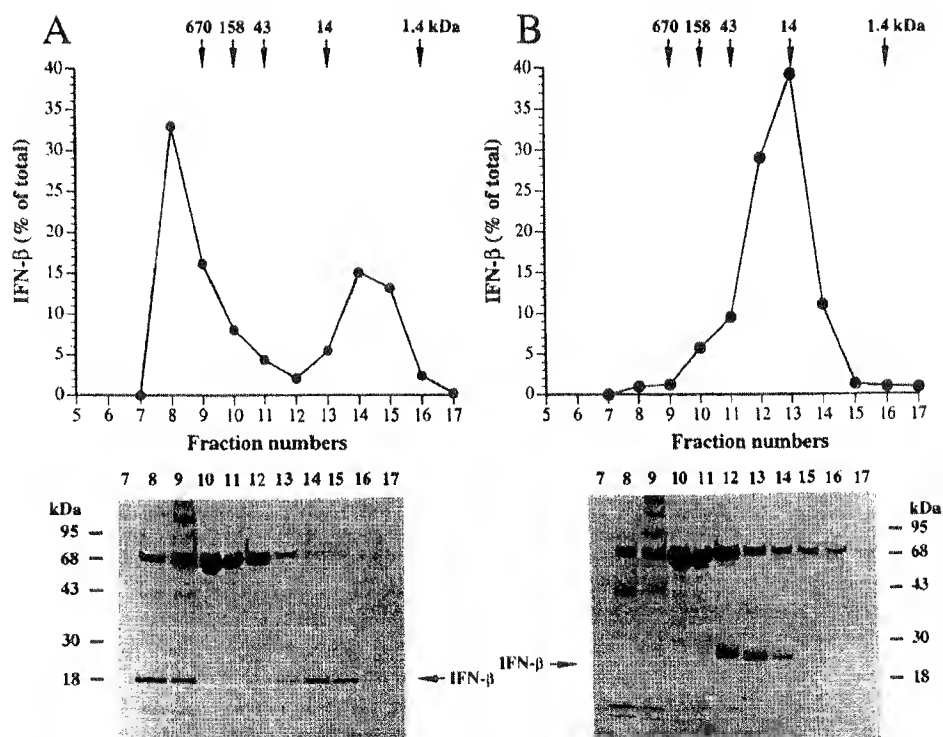 A
670 158 43 14 1.4 kDa
IFN-β (% of total)
40
35
30
25
20
15
10
5
0
5 6 7 8 9 10 11 12 13 14 15 16 17
Fraction numbers
7 8 9 10 11 12 13 14 15 16 17
kDa
95
68
43
30
18
IFN-β
B
670 158 43 14 1.4 kDa
IFN-β (% of total)
40
35
30
25
20
15
10
5
0
5 6 7 8 9 10 11 12 13 14 15 16 17
Fraction numbers
7 8 9 10 11 12 13 14 15 16 17
IFN-β
kDa
95
68
43
30
18